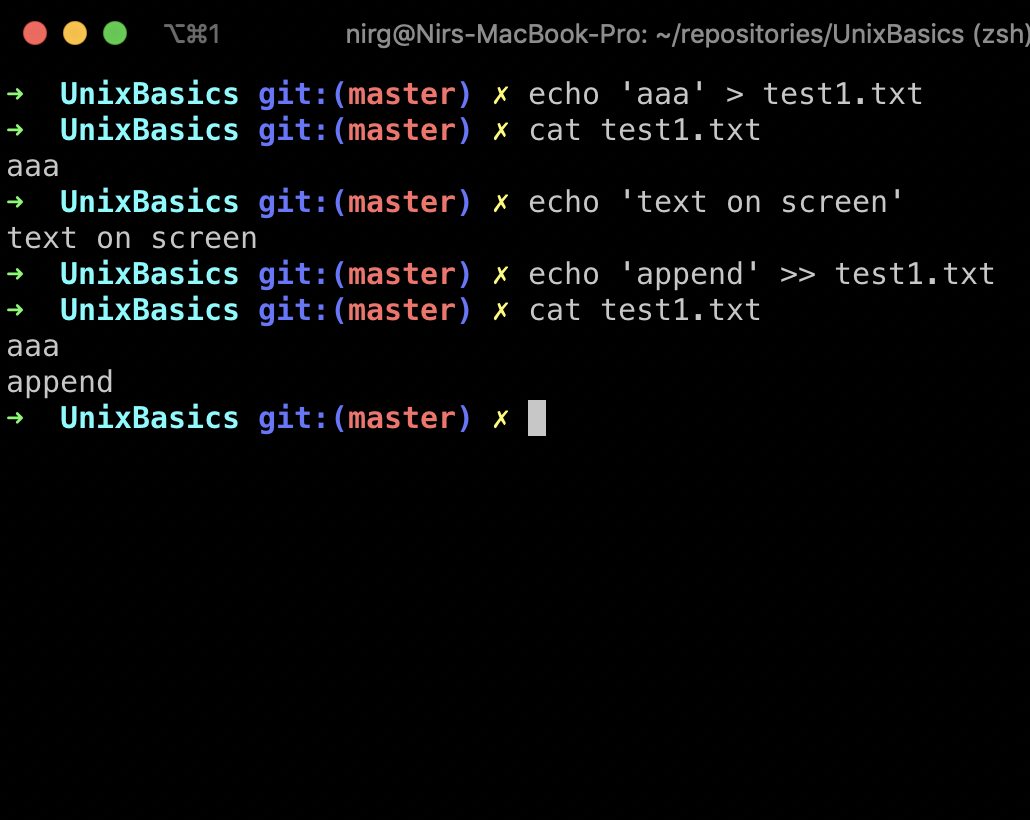 ⌥⌘1 nirg@Nirs-MacBook-Pro: ~/repositories/UnixBasics (zsh)
→ UnixBasics git:(master) ✗ echo 'aaa' > test1.txt
→ UnixBasics git:(master) ✗ cat test1.txt
aaa
→ UnixBasics git:(master) ✗ echo 'text on screen'
text on screen
→ UnixBasics git:(master) ✗ echo 'append' >> test1.txt
→ UnixBasics git:(master) ✗ cat test1.txt
aaa
append
→ UnixBasics git:(master) ✗